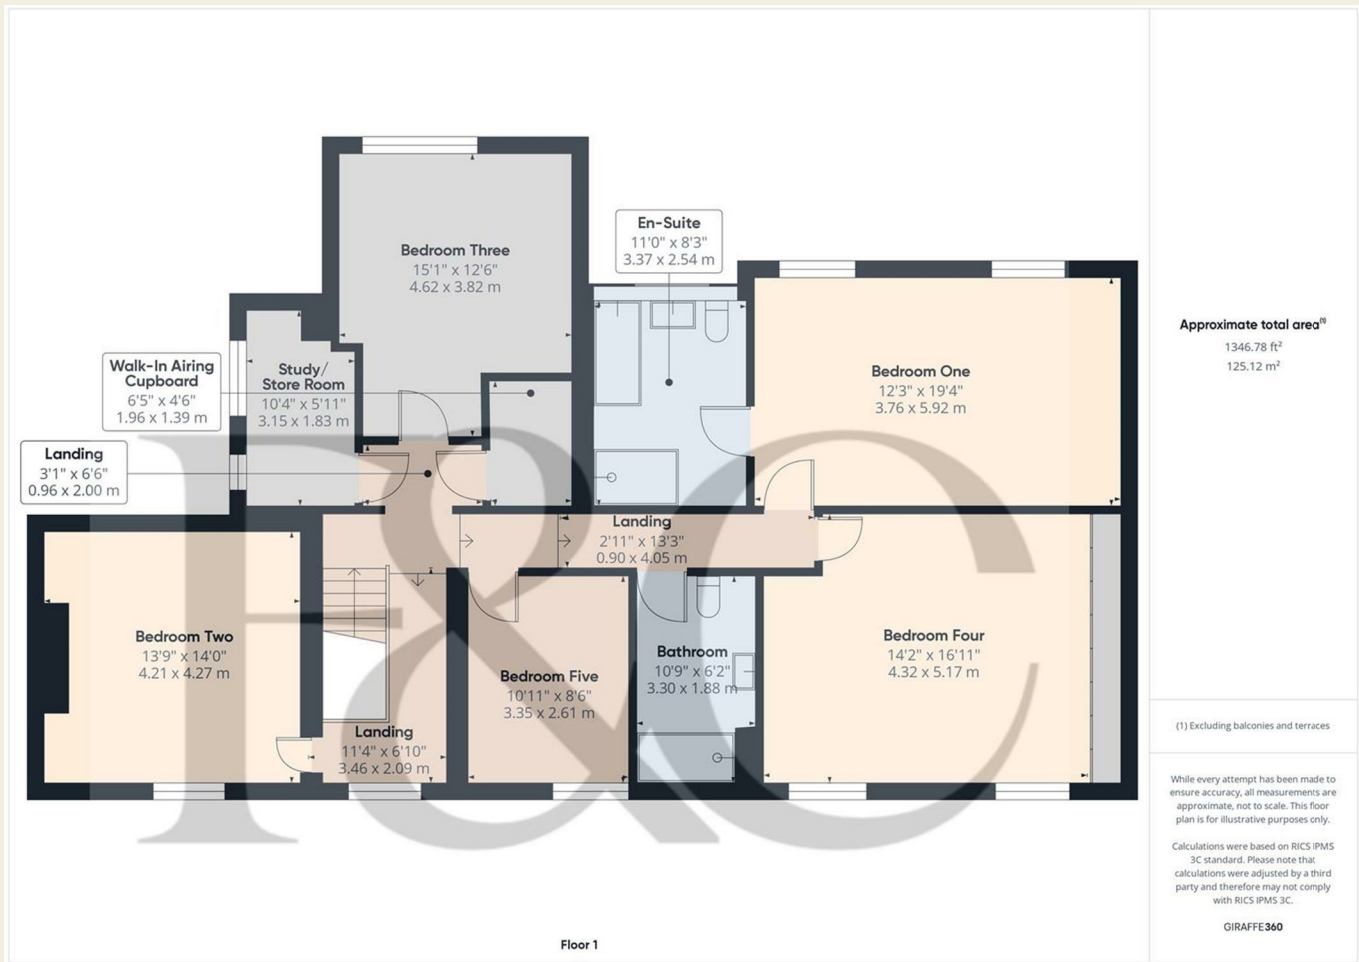 Bedroom Three
15'1" x 12'6"
4.62 x 3.82 m
En-Suite
11'0" x 8'3"
3.37 x 2.54 m
Walk-In Airing
Cupboard
6'5" x 4'6"
1.96 x 1.39 m
Study/
Store Room
10'4" x 5'11"
3.15 x 1.83 m
Bedroom One
12'3" x 19'4"
3.76 x 5.92 m
Landing
3'1" x 6'6"
0.96 x 2.00 m
Landing
2'11" x 13'3"
0.90 x 4.05 m
Bedroom Two
13'9" x 14'0"
4.21 x 4.27 m
Landing
11'4" x 6'10"
3.46 x 2.09 m
Bedroom Five
10'11" x 8'6"
3.35 x 2.61 m
Bathroom
10'9" x 6'2"
3.30 x 1.88 m
Bedroom Four
14'2" x 16'11"
4.32 x 5.17 m
F&C
Floor 1
Approximate total area(1)
1346.78 ft²
125.12 m²
(1) Excluding balconies and terraces
While every attempt has been made to
ensure accuracy, all measurements are
approximate, not to scale. This floor
plan is for illustrative purposes only.
Calculations were based on RICS IPMS
3C standard. Please note that
calculations were adjusted by a third
party and therefore may not comply
with RICS IPMS 3C.
GIRAFFE360